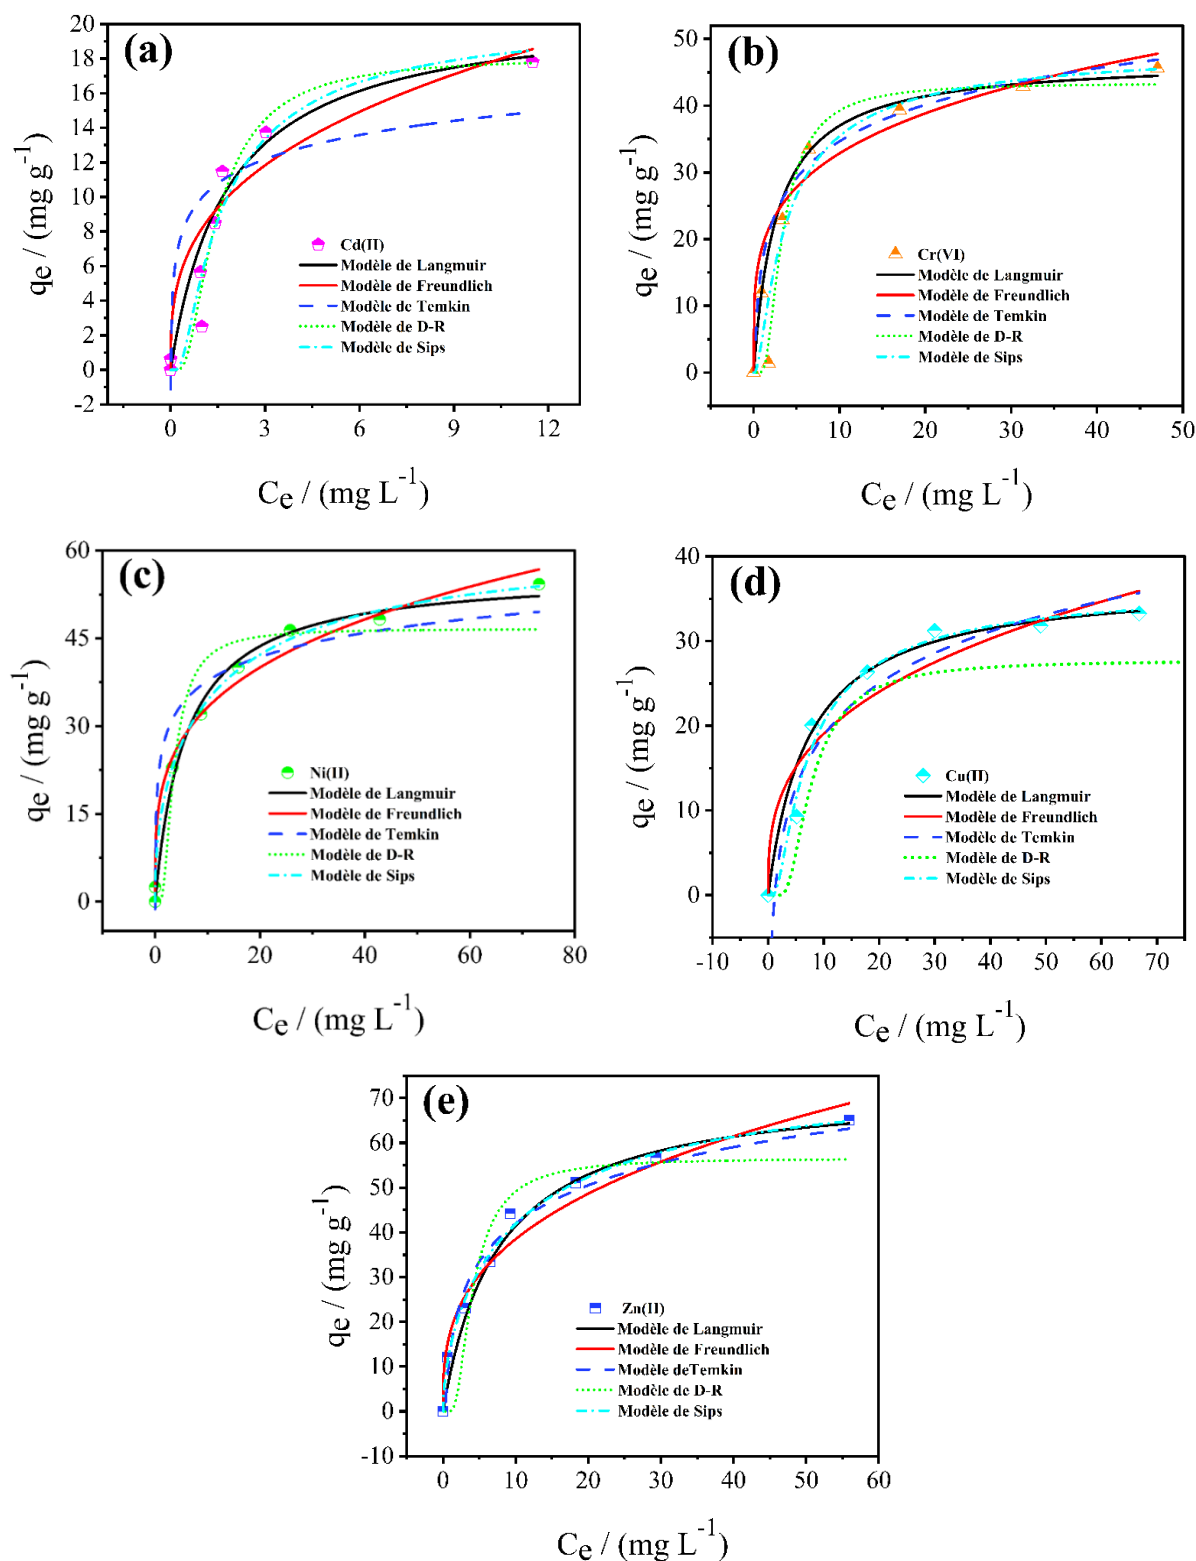 (a)
20
18
16
14
12
10
8
6
4
2
0
-2
qe / (mg g-1)
Cd(II)
Modèle de Langmuir
Modèle de Freundlich
Modèle de Temkin
Modèle de D-R
Modèle de Sips
0 3 6 9 12
Ce / (mg L-1)
(b)
50
40
30
20
10
0
qe / (mg g-1)
Cr(VI)
Modèle de Langmuir
Modèle de Freundlich
Modèle de Temkin
Modèle de D-R
Modèle de Sips
0 10 20 30 40 50
Ce / (mg L-1)
(c)
60
45
30
15
0
qe / (mg g-1)
Ni(II)
Modèle de Langmuir
Modèle de Freundlich
Modèle de Temkin
Modèle de D-R
Modèle de Sips
0 20 40 60 80
Ce / (mg L-1)
(d)
40
30
20
10
0
qe / (mg g-1)
Cu(II)
Modèle de Langmuir
Modèle de Freundlich
Modèle de Temkin
Modèle de D-R
Modèle de Sips
-10 0 10 20 30 40 50 60 70
Ce / (mg L-1)
(e)
70
60
50
40
30
20
10
0
-10
qe / (mg g-1)
Zn(II)
Modèle de Langmuir
Modèle de Freundlich
Modèle deTemkin
Modèle de D-R
Modèle de Sips
0 10 20 30 40 50 60
Ce / (mg L-1)